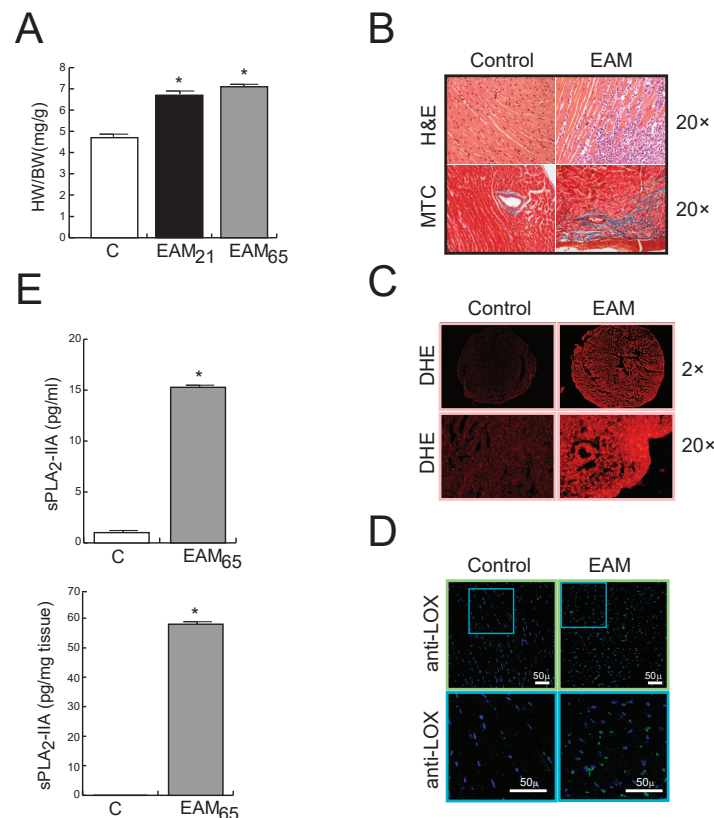 A
HW/BW(mg/g)
8
7
6
5
4
3
2
1
0
*
*
C
EAM21
EAM65
B
Control
EAM
H&E
20×
MTC
20×
C
Control
EAM
DHE
2×
DHE
20×
D
Control
EAM
anti-LOX
50µ
50µ
anti-LOX
50µ
50µ
E
sPLA2-IIA (pg/ml)
20
15
10
5
0
*
C
EAM65
sPLA2-IIA (pg/mg tissue)
70
60
50
40
30
20
10
0
*
C
EAM65